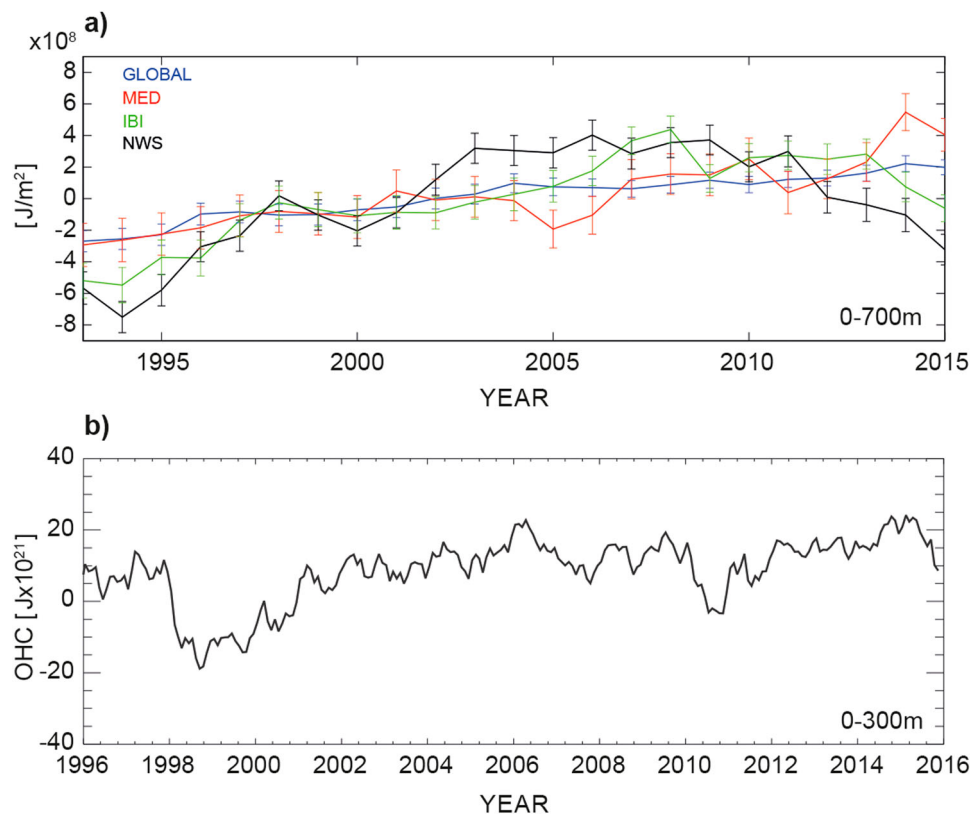 a)
x10⁸
[J/m²]
8
6
4
2
0
-2
-4
-6
-8
GLOBAL
MED
IBI
NWS
0-700m
1995 2000 2005 2010 2015
YEAR
b)
OHC [ Jx10²¹]
40
20
0
-20
-40
0-300m
1996 1998 2000 2002 2004 2006 2008 2010 2012 2014 2016
YEAR